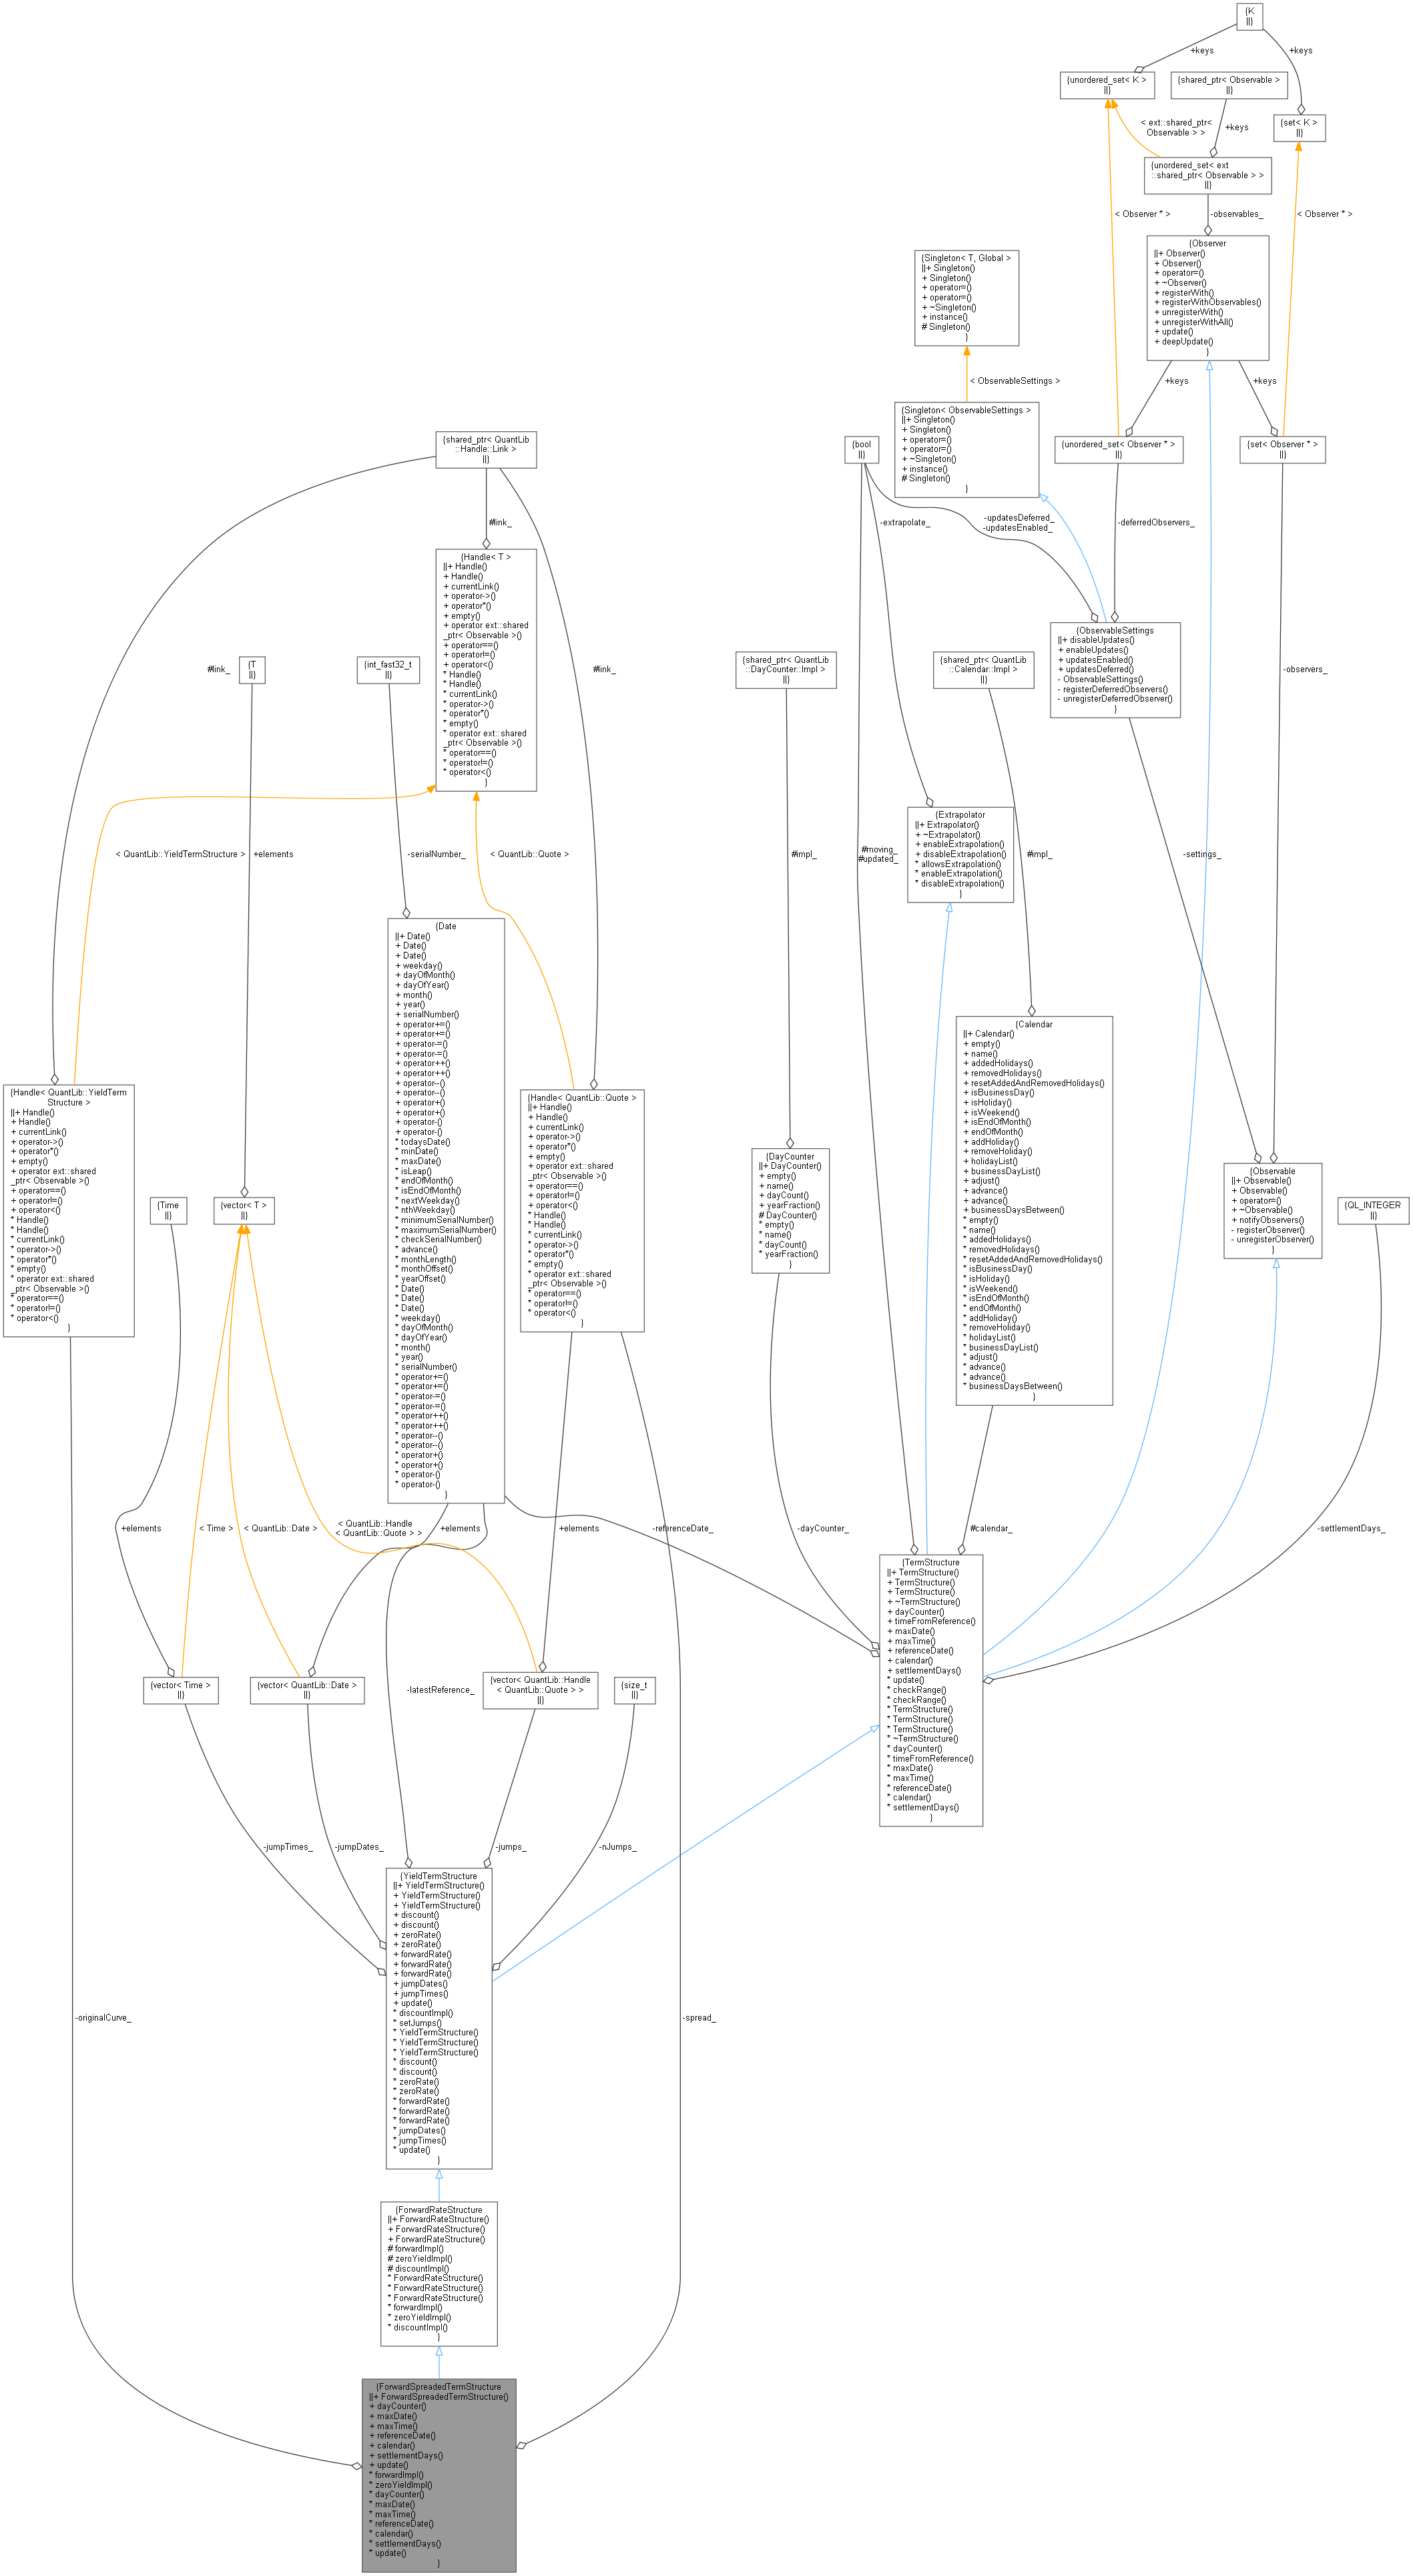 {K
||}
+keys
+keys
{unordered_set< K >
||}
{shared_ptr< Observable >
||}
{set< K >
||}
< ext::shared_ptr<
Observable > >
+keys
{unordered_set< ext
::shared_ptr< Observable > >
||}
< Observer * >
-observables_
< Observer * >
{Observer
||+ Observer()
+ Observer()
+ operator=()
+ ~Observer()
+ registerWith()
+ registerWithObservables()
+ unregisterWith()
+ unregisterWithAll()
+ update()
+ deepUpdate()
}
{Singleton< T, Global >
||+ Singleton()
+ Singleton()
+ operator=()
+ operator=()
+ ~Singleton()
+ instance()
# Singleton()
}
< ObservableSettings >
+keys
+keys
{Singleton< ObservableSettings >
||+ Singleton()
+ Singleton()
+ operator=()
+ operator=()
+ ~Singleton()
+ instance()
# Singleton()
}
{bool
||}
{unordered_set< Observer * >
||}
{set< Observer * >
||}
{shared_ptr< QuantLib
::Handle::Link >
||}
#link_
-extrapolate_
-updatesDeferred_
-updatesEnabled_
-deferredObservers_
{Handle< T >
||+ Handle()
+ Handle()
+ currentLink()
+ operator->()
+ operator*()
+ empty()
+ operator ext::shared
_ptr< Observable >()
+ operator==()
+ operator!=()
+ operator<()
* Handle()
* Handle()
* currentLink()
* operator->()
* operator*()
* empty()
* operator ext::shared
_ptr< Observable >()
* operator==()
* operator!=()
* operator<()
}
#link_
{T
||}
{int_fast32_t
||}
#link_
{shared_ptr< QuantLib
::DayCounter::Impl >
||}
{shared_ptr< QuantLib
::Calendar::Impl >
||}
{ObservableSettings
||+ disableUpdates()
+ enableUpdates()
+ updatesEnabled()
+ updatesDeferred()
- ObservableSettings()
- registerDeferredObservers()
- unregisterDeferredObserver()
}
-observers_
{Extrapolator
||+ Extrapolator()
+ ~Extrapolator()
+ enableExtrapolation()
+ disableExtrapolation()
* allowsExtrapolation()
* enableExtrapolation()
* disableExtrapolation()
}
< QuantLib::YieldTermStructure >
+elements
-serialNumber_
< QuantLib::Quote >
#impl_
#moving_
#updated_
#impl_
-settings_
{Date
||+ Date()
+ Date()
+ Date()
+ weekday()
+ dayOfMonth()
+ dayOfYear()
+ month()
+ year()
+ serialNumber()
+ operator+=()
+ operator+=()
+ operator-=()
+ operator-=()
+ operator++()
+ operator++()
+ operator--()
+ operator--()
+ operator+()
+ operator+()
+ operator-()
+ operator-()
* todaysDate()
* minDate()
* maxDate()
* isLeap()
* endOfMonth()
* isEndOfMonth()
* nextWeekday()
* nthWeekday()
* minimumSerialNumber()
* maximumSerialNumber()
* checkSerialNumber()
* advance()
* monthLength()
* monthOffset()
* yearOffset()
* Date()
* Date()
* Date()
* weekday()
* dayOfMonth()
* dayOfYear()
* month()
* year()
* serialNumber()
* operator+=()
* operator+=()
* operator-=()
* operator-=()
* operator++()
* operator++()
* operator--()
* operator--()
* operator+()
* operator+()
* operator-()
* operator-()
}
{Calendar
||+ Calendar()
+ empty()
+ name()
+ addedHolidays()
+ removedHolidays()
+ resetAddedAndRemovedHolidays()
+ isBusinessDay()
+ isHoliday()
+ isWeekend()
+ isEndOfMonth()
+ endOfMonth()
+ addHoliday()
+ removeHoliday()
+ holidayList()
+ businessDayList()
+ adjust()
+ advance()
+ advance()
+ businessDaysBetween()
* empty()
* name()
* addedHolidays()
* removedHolidays()
* resetAddedAndRemovedHolidays()
* isBusinessDay()
* isHoliday()
* isWeekend()
* isEndOfMonth()
* endOfMonth()
* addHoliday()
* removeHoliday()
* holidayList()
* businessDayList()
* adjust()
* advance()
* advance()
* businessDaysBetween()
}
{Handle< QuantLib::YieldTerm
Structure >
||+ Handle()
+ Handle()
+ currentLink()
+ operator->()
+ operator*()
+ empty()
+ operator ext::shared
_ptr< Observable >()
+ operator==()
+ operator!=()
+ operator<()
* Handle()
* Handle()
* currentLink()
* operator->()
* operator*()
* empty()
* operator ext::shared
_ptr< Observable >()
* operator==()
* operator!=()
* operator<()
}
{Handle< QuantLib::Quote >
||+ Handle()
+ Handle()
+ currentLink()
+ operator->()
+ operator*()
+ empty()
+ operator ext::shared
_ptr< Observable >()
+ operator==()
+ operator!=()
+ operator<()
* Handle()
* Handle()
* currentLink()
* operator->()
* operator*()
* empty()
* operator ext::shared
_ptr< Observable >()
* operator==()
* operator!=()
* operator<()
}
{DayCounter
||+ DayCounter()
+ empty()
+ name()
+ dayCount()
+ yearFraction()
# DayCounter()
* empty()
* name()
* dayCount()
* yearFraction()
}
{Observable
||+ Observable()
+ Observable()
+ operator=()
+ ~Observable()
+ notifyObservers()
- registerObserver()
- unregisterObserver()
}
{Time
||}
{vector< T >
||}
{QL_INTEGER
||}
+elements
< Time >
< QuantLib::Date >
< QuantLib::Handle
< QuantLib::Quote > >
+elements
+elements
-referenceDate_
-dayCounter_
#calendar_
-settlementDays_
{TermStructure
||+ TermStructure()
+ TermStructure()
+ TermStructure()
+ ~TermStructure()
+ dayCounter()
+ timeFromReference()
+ maxDate()
+ maxTime()
+ referenceDate()
+ calendar()
+ settlementDays()
* update()
* checkRange()
* checkRange()
* TermStructure()
* TermStructure()
* TermStructure()
* ~TermStructure()
* dayCounter()
* timeFromReference()
* maxDate()
* maxTime()
* referenceDate()
* calendar()
* settlementDays()
}
{vector< Time >
||}
{vector< QuantLib::Date >
||}
-latestReference_
{vector< QuantLib::Handle
< QuantLib::Quote > >
||}
{size_t
||}
-jumpTimes_
-jumpDates_
-jumps_
-nJumps_
{YieldTermStructure
||+ YieldTermStructure()
+ YieldTermStructure()
+ YieldTermStructure()
+ discount()
+ discount()
+ zeroRate()
+ zeroRate()
+ forwardRate()
+ forwardRate()
+ forwardRate()
+ jumpDates()
+ jumpTimes()
+ update()
* discountImpl()
* setJumps()
* YieldTermStructure()
* YieldTermStructure()
* YieldTermStructure()
* discount()
* discount()
* zeroRate()
* zeroRate()
* forwardRate()
* forwardRate()
* forwardRate()
* jumpDates()
* jumpTimes()
* update()
}
-originalCurve_
-spread_
{ForwardRateStructure
||+ ForwardRateStructure()
+ ForwardRateStructure()
+ ForwardRateStructure()
# forwardImpl()
# zeroYieldImpl()
# discountImpl()
* ForwardRateStructure()
* ForwardRateStructure()
* ForwardRateStructure()
* forwardImpl()
* zeroYieldImpl()
* discountImpl()
}
{ForwardSpreadedTermStructure
||+ ForwardSpreadedTermStructure()
+ dayCounter()
+ maxDate()
+ maxTime()
+ referenceDate()
+ calendar()
+ settlementDays()
+ update()
* forwardImpl()
* zeroYieldImpl()
* dayCounter()
* maxDate()
* maxTime()
* referenceDate()
* calendar()
* settlementDays()
* update()
}